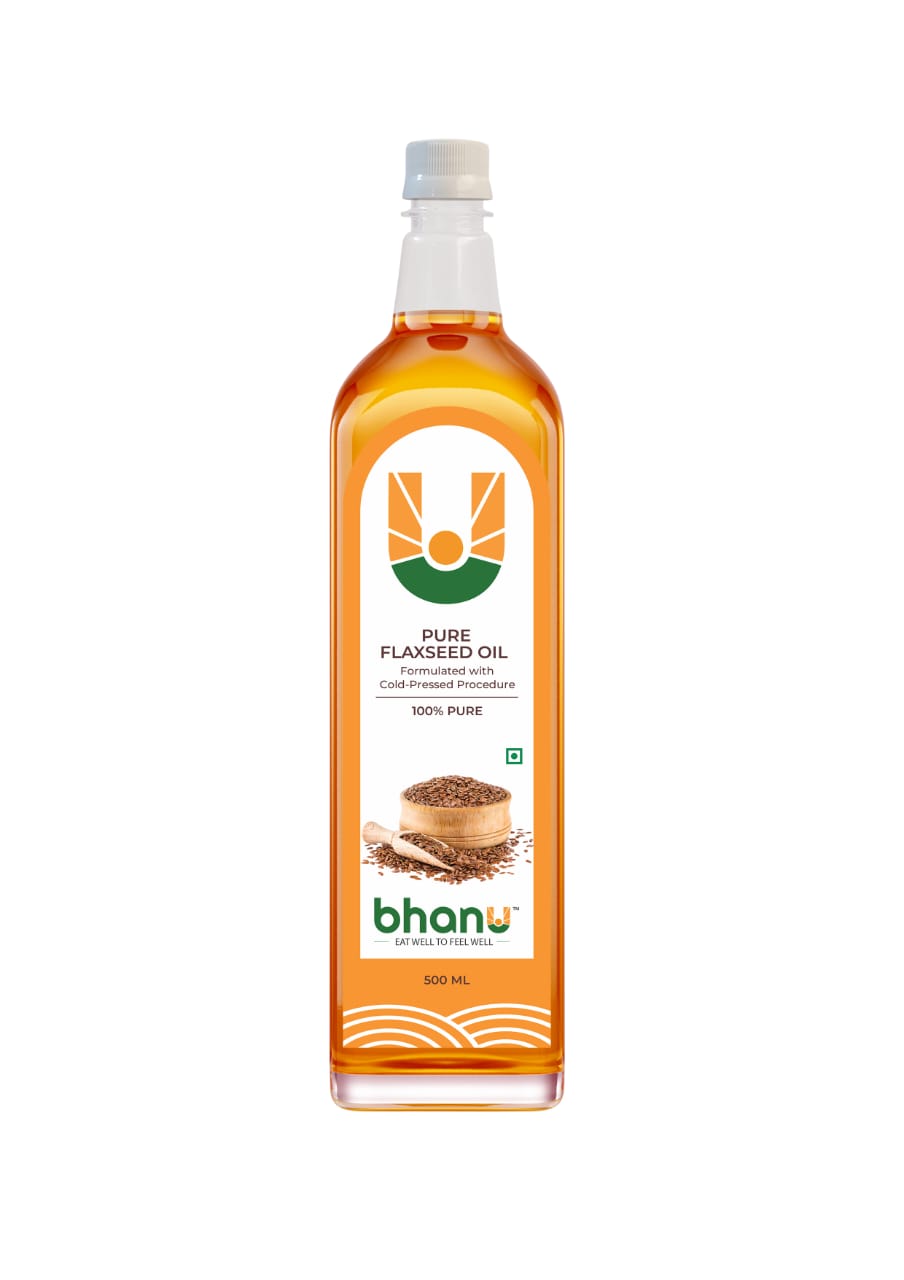 PURE
FLAXSEED OIL
Formulated with
Cold-Pressed Procedure
100% PURE
bhanu™
EAT WELL TO FEEL WELL
500 ML